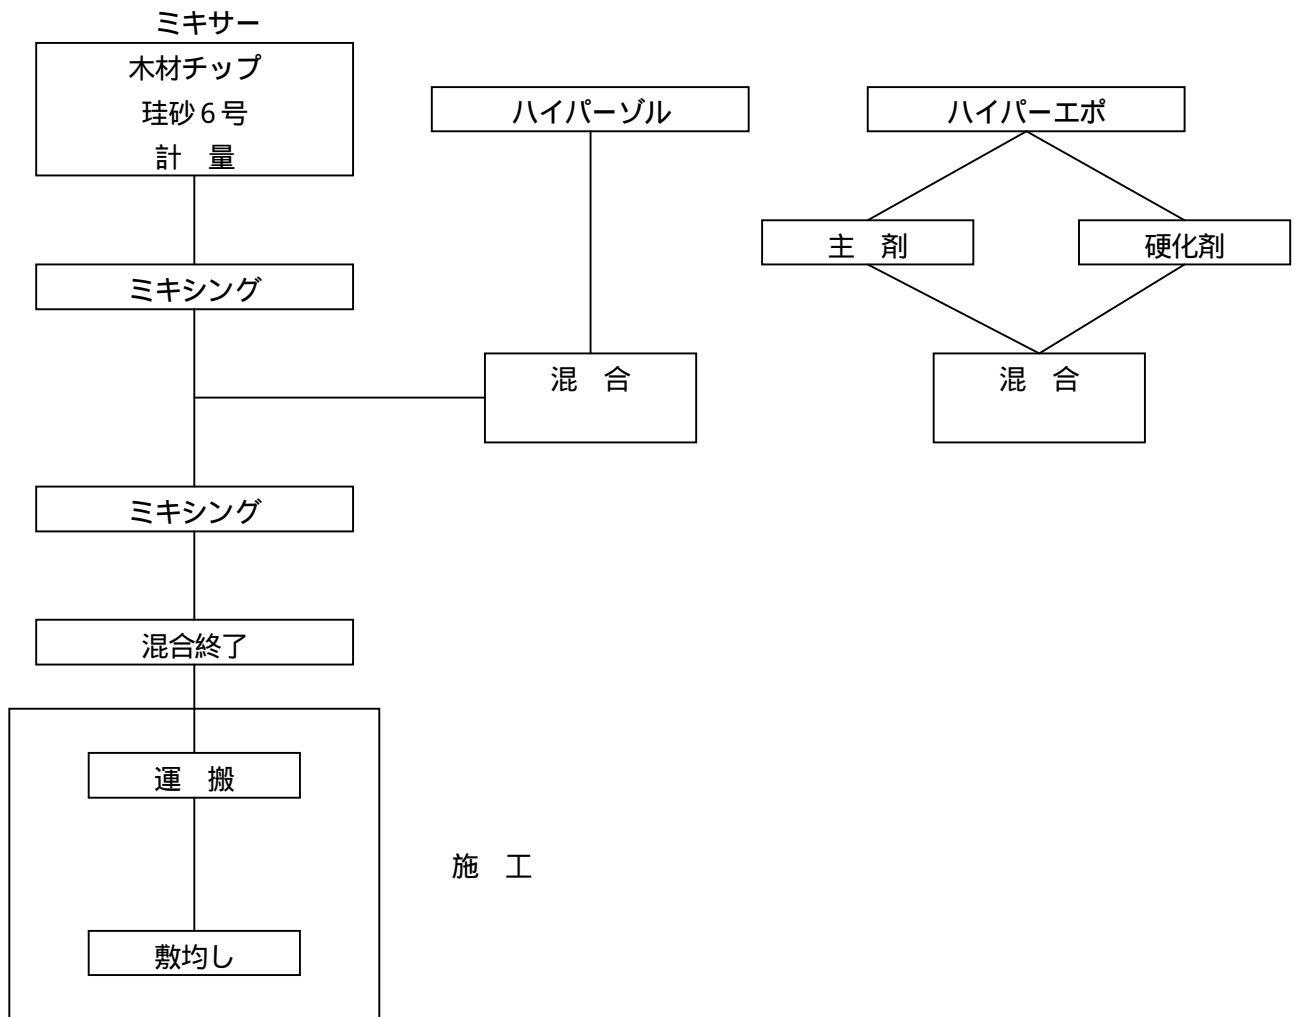 ミキサー
木材チップ
珪砂６号
計　量
ハイパーゾル
ハイパーエポ
主　剤
硬化剤
ミキシング
混　合
混　合
ミキシング
混合終了
運　搬
施　工
敷均し